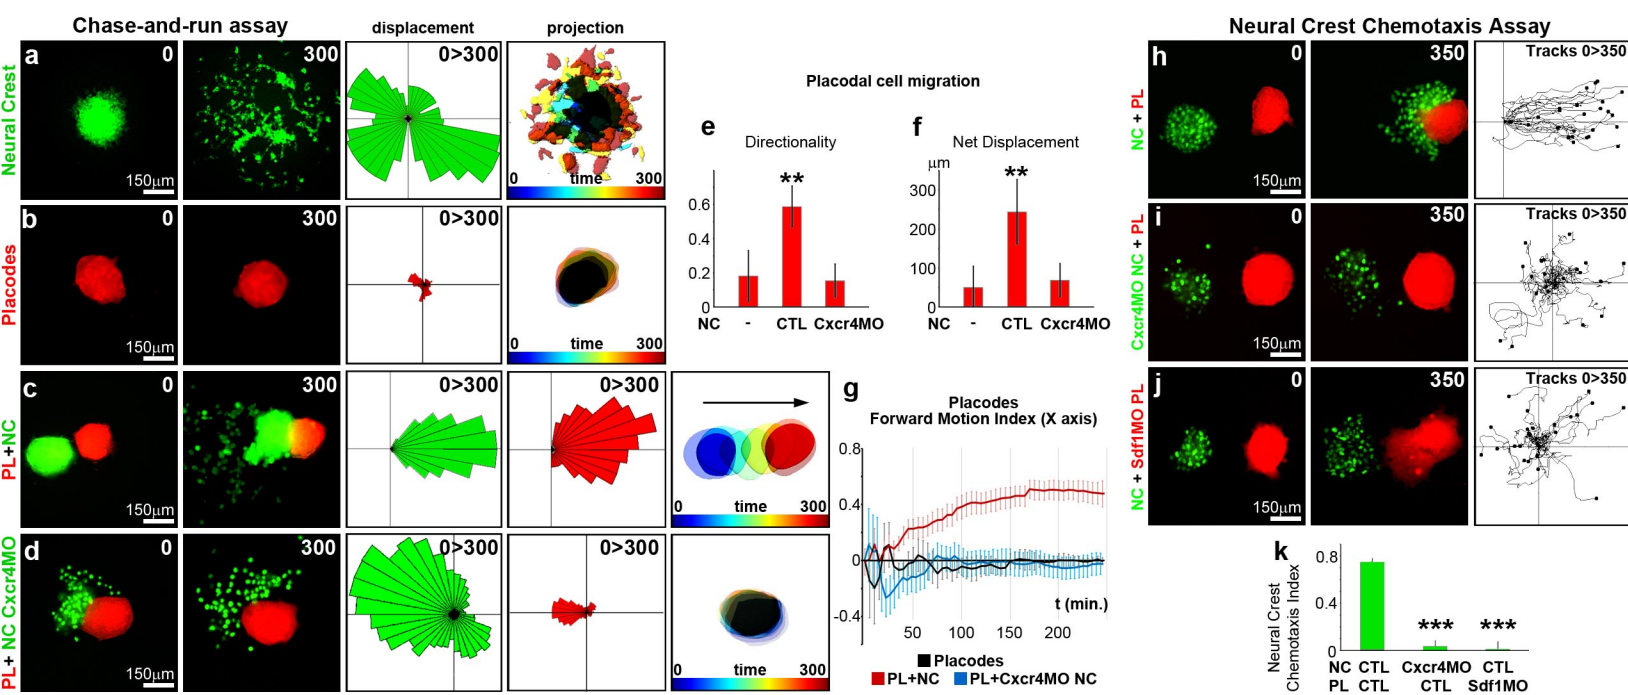 Chase-and-run assay
displacement
projection
a
Neural Crest
0
150µm
300
0>300
0 time 300
b
Placodes
0
150µm
300
0>300
0 time 300
c
PL+NC
0
150µm
300
0>300
0>300
0 time 300
d
PL+ NC Cxcr4MO
0
150µm
300
0>300
0>300
0 time 300
Placodal cell migration
e
Directionality
**
0.6
0.4
0.2
0
NC - CTL Cxcr4MO
f
Net Displacement
µm
**
300
200
100
0
NC - CTL Cxcr4MO
g
Placodes
Forward Motion Index (X axis)
0.8
0.4
0
-0.4
t (min.)
50 100 150 200
Placodes
PL+NC PL+Cxcr4MO NC
Neural Crest Chemotaxis Assay
h
NC + PL
0
150µm
350
Tracks 0>350
i
Cxcr4MO NC + PL
0
150µm
350
Tracks 0>350
j
NC + Sdf1MO PL
0
150µm
350
Tracks 0>350
k
Neural Crest
Chemotaxis Index
0.8
0.4
0
*** ***
NC CTL Cxcr4MO CTL
PL CTL CTL Sdf1MO